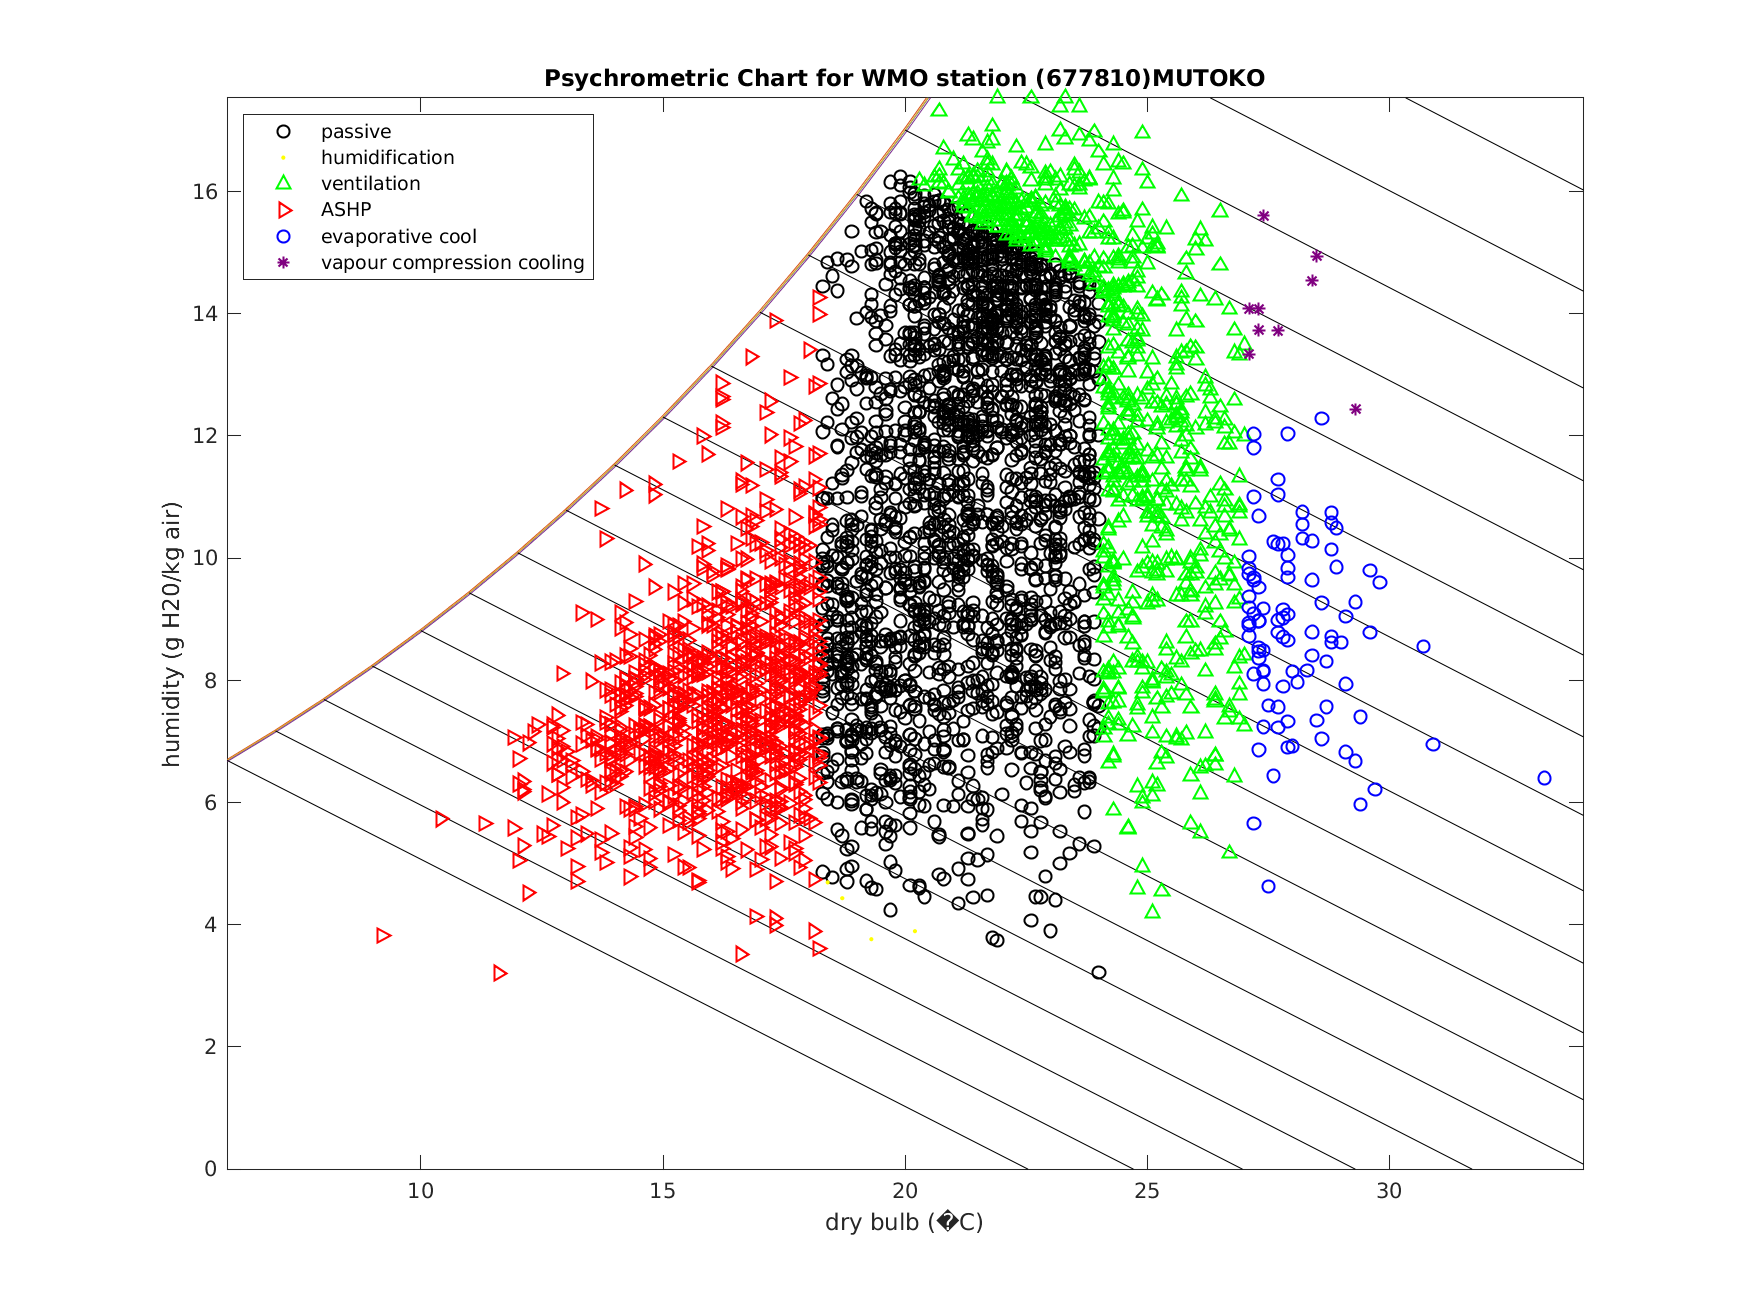 Psychrometric Chart for WMO station (677810)MUTOKO
passive
humidification
ventilation
ASHP
evaporative cool
vapour compression cooling
16
14
12
10
8
6
4
2
0
humidity (g H20/kg air)
10 15 20 25 30
dry bulb (�C)